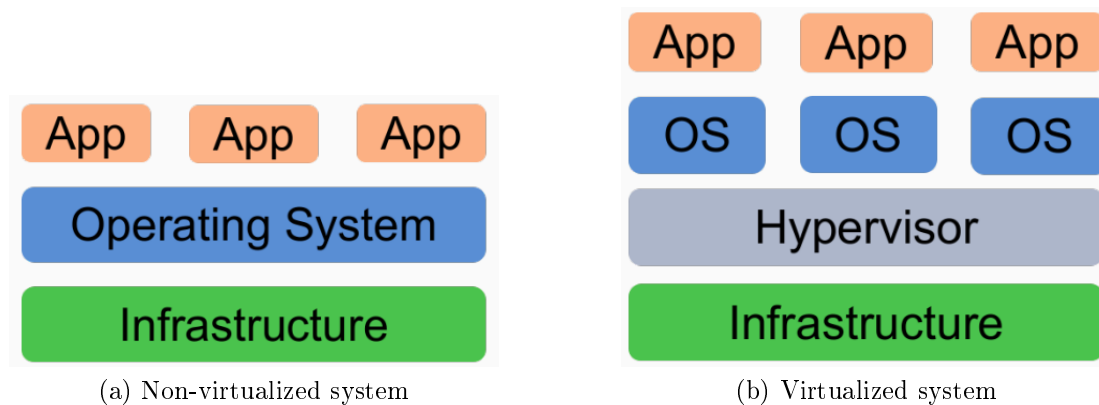 App App App
Operating System
Infrastructure
(a) Non-virtualized system
App App App
OS OS OS
Hypervisor
Infrastructure
(b) Virtualized system